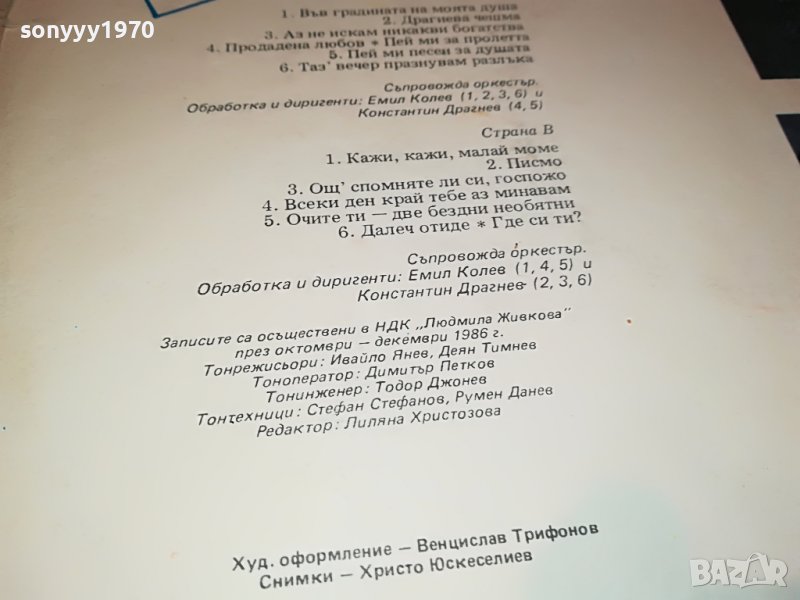 sonyyy1970
1. Във градината на моята душа
2. Драгиева чешма
3. Аз не искам никакви богатства
4. Продадена любов * Пей ми за пролетта
5. Пей ми песен за душата
6. Таз' вечер празнувам разлъка
Съпровожда оркестър.
Обработка и диригенти: Емил Колев (1, 2, 3, 6) и
Константин Драгнев (4, 5)
Страна В
1. Кажи, кажи, малай моме
2. Писмо
3. Ощ' спомняте ли си, госпожо
4. Всеки ден край тебе аз минавам
5. Очите ти — две бездни необятни
6. Далеч отиде * Где си ти?
Съпровожда оркестър.
Обработка и диригенти: Емил Колев (1, 4, 5) и
Константин Драгнев (2, 3, 6)
Записите са осъществени в НДК „Людмила Живкова"
през октомври — декември 1986 г.
Тонрежисьори: Ивайло Янев, Деян Тимнев
Тоноператор: Димитър Петков
Тонинженер: Тодор Джонев
Тонтехници: Стефан Стефанов, Румен Данев
Редактор: Лиляна Христозова
Худ. оформление — Венцислав Трифонов
Снимки — Христо Юскеселиев
BAZAR